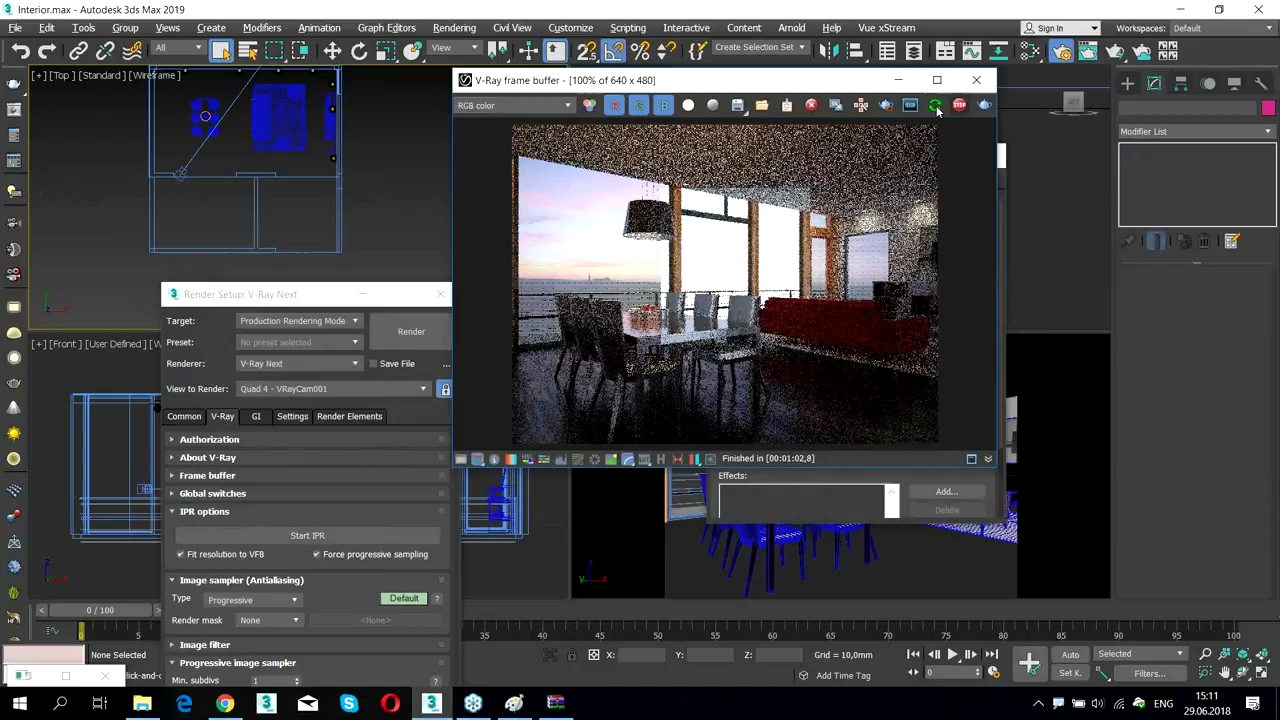 Interior.max - Autodesk 3ds Max 2019
File Edit Tools Group Views Create Modifiers Animation Graph Editors Rendering Civil View Customize Scripting Interactive Content Arnold Help Vue xStream Sign In Workspaces: Default
All View Create Selection Set
[+] [Top ] [Standard ] [Wireframe ]
V-Ray frame buffer - [100% of 640 x 480]
RGB color
R G B STOP
Modifier List
Render Setup: V-Ray Next
Target: Production Rendering Mode
Render
Preset: No preset selected
Renderer: V-Ray Next Save File ...
View to Render: Quad 4 - VRayCam001
[+] [Front ] [User Defined ]
Common V-Ray GI Settings Render Elements
Authorization
About V-Ray
Frame buffer
Global switches
IPR options
Start IPR
Fit resolution to VFB Force progressive sampling
Image sampler (Antialiasing)
Type Progressive Default ?
Render mask None <None>
Image filter
Progressive image sampler
Min. subdivs 1 ?
Finished in [00:01:02,8]
Effects:
Add...
Delete
0 / 100
0 5 35 40 45 50 55 60 65 70 75 80 85 90 95 100
None Selected
X: Y: Z: Grid = 10,0mm
Add Time Tag
0
Auto Selected
Set K. Filters...
ENG
15:11
29.06.2018